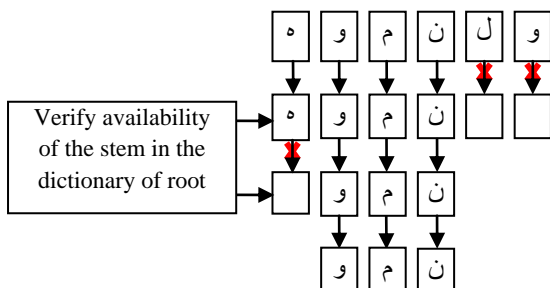 و ل ن م و ه
Verify availability
of the stem in the
dictionary of root
ن م و ه
ن م و
ن م و